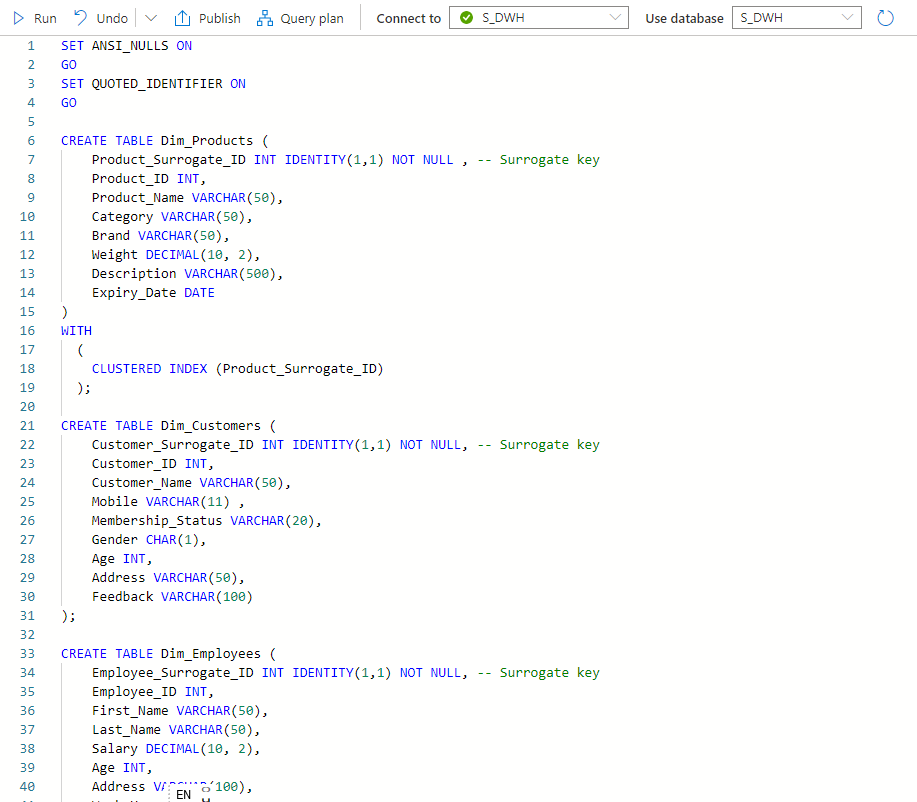 Run Undo Publish Query plan Connect to S_DWH Use database S_DWH
1 SET ANSI_NULLS ON
2 GO
3 SET QUOTED_IDENTIFIER ON
4 GO
5
6 CREATE TABLE Dim_Products (
7 Product_Surrogate_ID INT IDENTITY(1,1) NOT NULL , -- Surrogate key
8 Product_ID INT,
9 Product_Name VARCHAR(50),
10 Category VARCHAR(50),
11 Brand VARCHAR(50),
12 Weight DECIMAL(10, 2),
13 Description VARCHAR(500),
14 Expiry_Date DATE
15 )
16 WITH
17 (
18 CLUSTERED INDEX (Product_Surrogate_ID)
19 );
20
21 CREATE TABLE Dim_Customers (
22 Customer_Surrogate_ID INT IDENTITY(1,1) NOT NULL, -- Surrogate key
23 Customer_ID INT,
24 Customer_Name VARCHAR(50),
25 Mobile VARCHAR(11) ,
26 Membership_Status VARCHAR(20),
27 Gender CHAR(1),
28 Age INT,
29 Address VARCHAR(50),
30 Feedback VARCHAR(100)
31 );
32
33 CREATE TABLE Dim_Employees (
34 Employee_Surrogate_ID INT IDENTITY(1,1) NOT NULL, -- Surrogate key
35 Employee_ID INT,
36 First_Name VARCHAR(50),
37 Last_Name VARCHAR(50),
38 Salary DECIMAL(10, 2),
39 Age INT,
40 Address VARCHAR(100),
EN